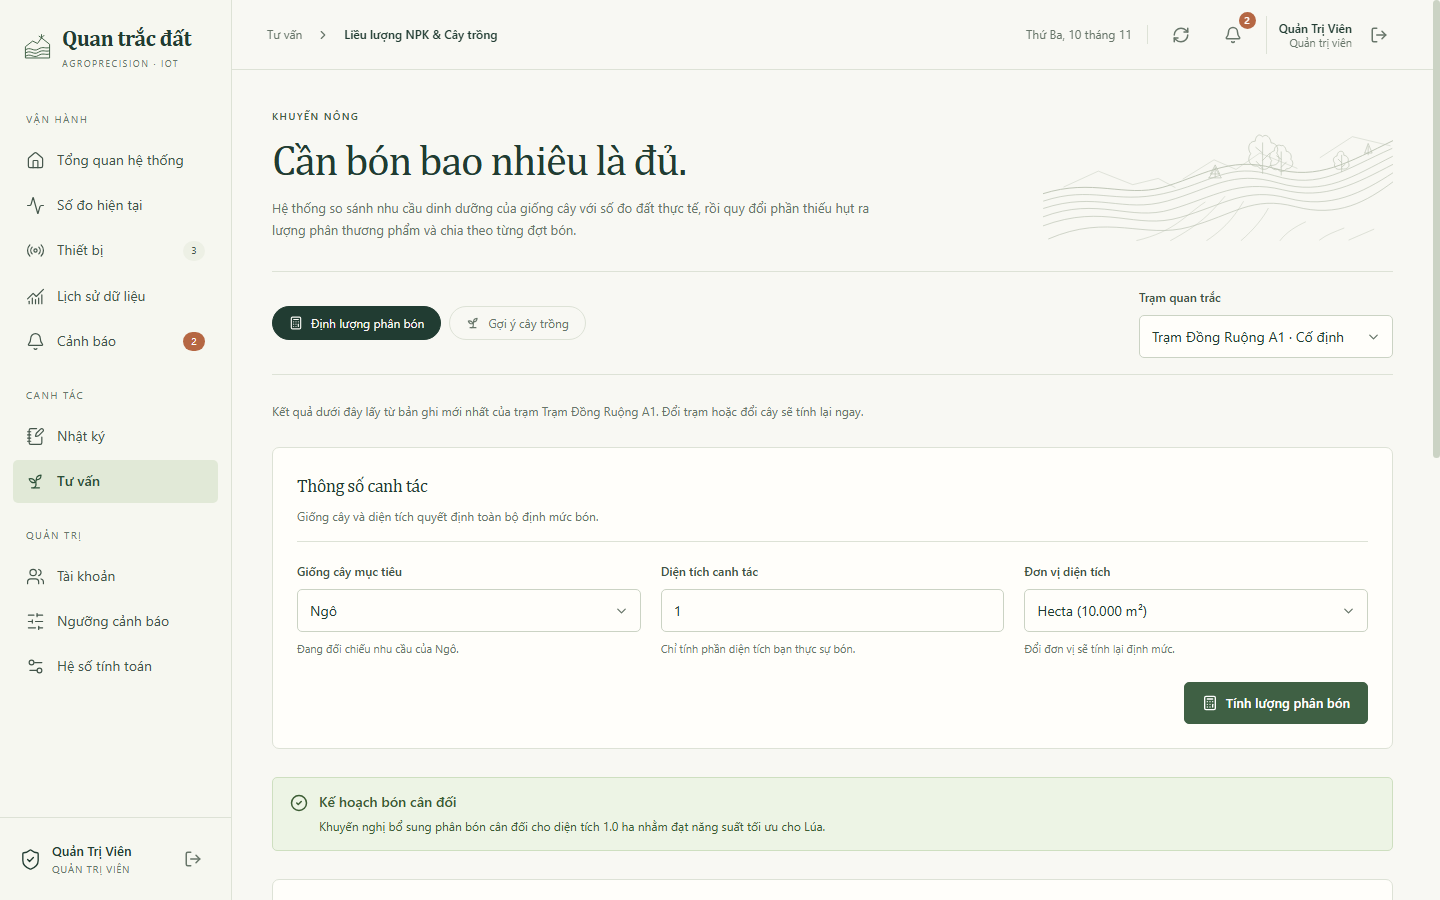 Quan trắc đất
AGROPRECISION · IOT
VẬN HÀNH
Tổng quan hệ thống
Số đo hiện tại
Thiết bị
3
Lịch sử dữ liệu
Cảnh báo
2
CANH TÁC
Nhật ký
Tư vấn
QUẢN TRỊ
Tài khoản
Ngưỡng cảnh báo
Hệ số tính toán
Quản Trị Viên
QUẢN TRỊ VIÊN
Tư vấn
Liều lượng NPK & Cây trồng
Thứ Ba, 10 tháng 11
2
Quản Trị Viên
Quản trị viên
KHUYẾN NÔNG
Cần bón bao nhiêu là đủ.
Hệ thống so sánh nhu cầu dinh dưỡng của giống cây với số đo đất thực tế, rồi quy đổi phần thiếu hụt ra
lượng phân thương phẩm và chia theo từng đợt bón.
Định lượng phân bón
Gợi ý cây trồng
Trạm quan trắc
Trạm Đồng Ruộng A1 · Cố định
Kết quả dưới đây lấy từ bản ghi mới nhất của trạm Trạm Đồng Ruộng A1. Đổi trạm hoặc đổi cây sẽ tính lại ngay.
Thông số canh tác
Giống cây và diện tích quyết định toàn bộ định mức bón.
Giống cây mục tiêu
Diện tích canh tác
Đơn vị diện tích
Ngô
1
Hecta (10.000 m²)
Đang đối chiếu nhu cầu của Ngô.
Chỉ tính phần diện tích bạn thực sự bón.
Đổi đơn vị sẽ tính lại định mức.
Tính lượng phân bón
Kế hoạch bón cân đối
Khuyến nghị bổ sung phân bón cân đối cho diện tích 1.0 ha nhằm đạt năng suất tối ưu cho Lúa.